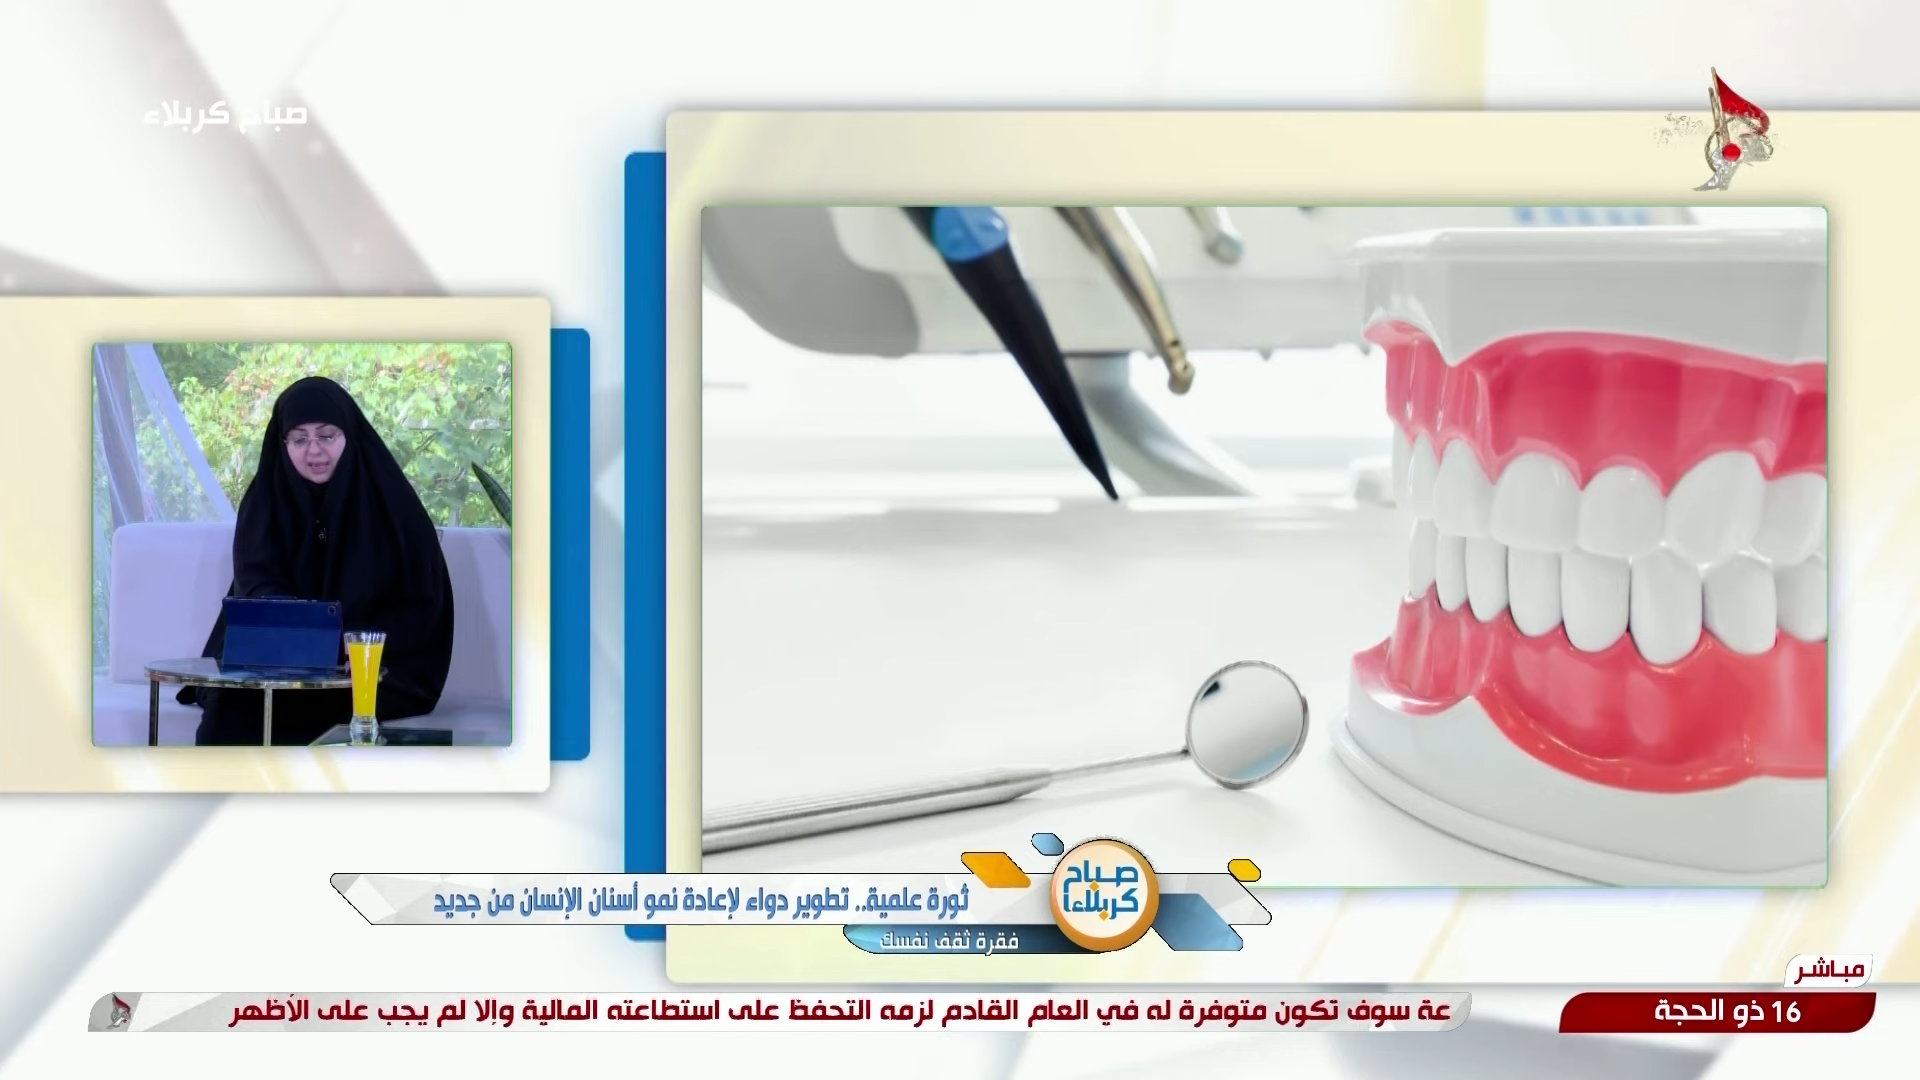 صباح كربلاء
صباح
كربلاء
ثورة علمية.. تطوير دواء لإعادة نمو أسنان الإنسان من جديد
فقرة ثقف نفسك
مباشر
16 ذو الحجة
عة سوف تكون متوفرة له في العام القادم لزمه التحفظ على استطاعته المالية وإلا لم يجب على الأظهر